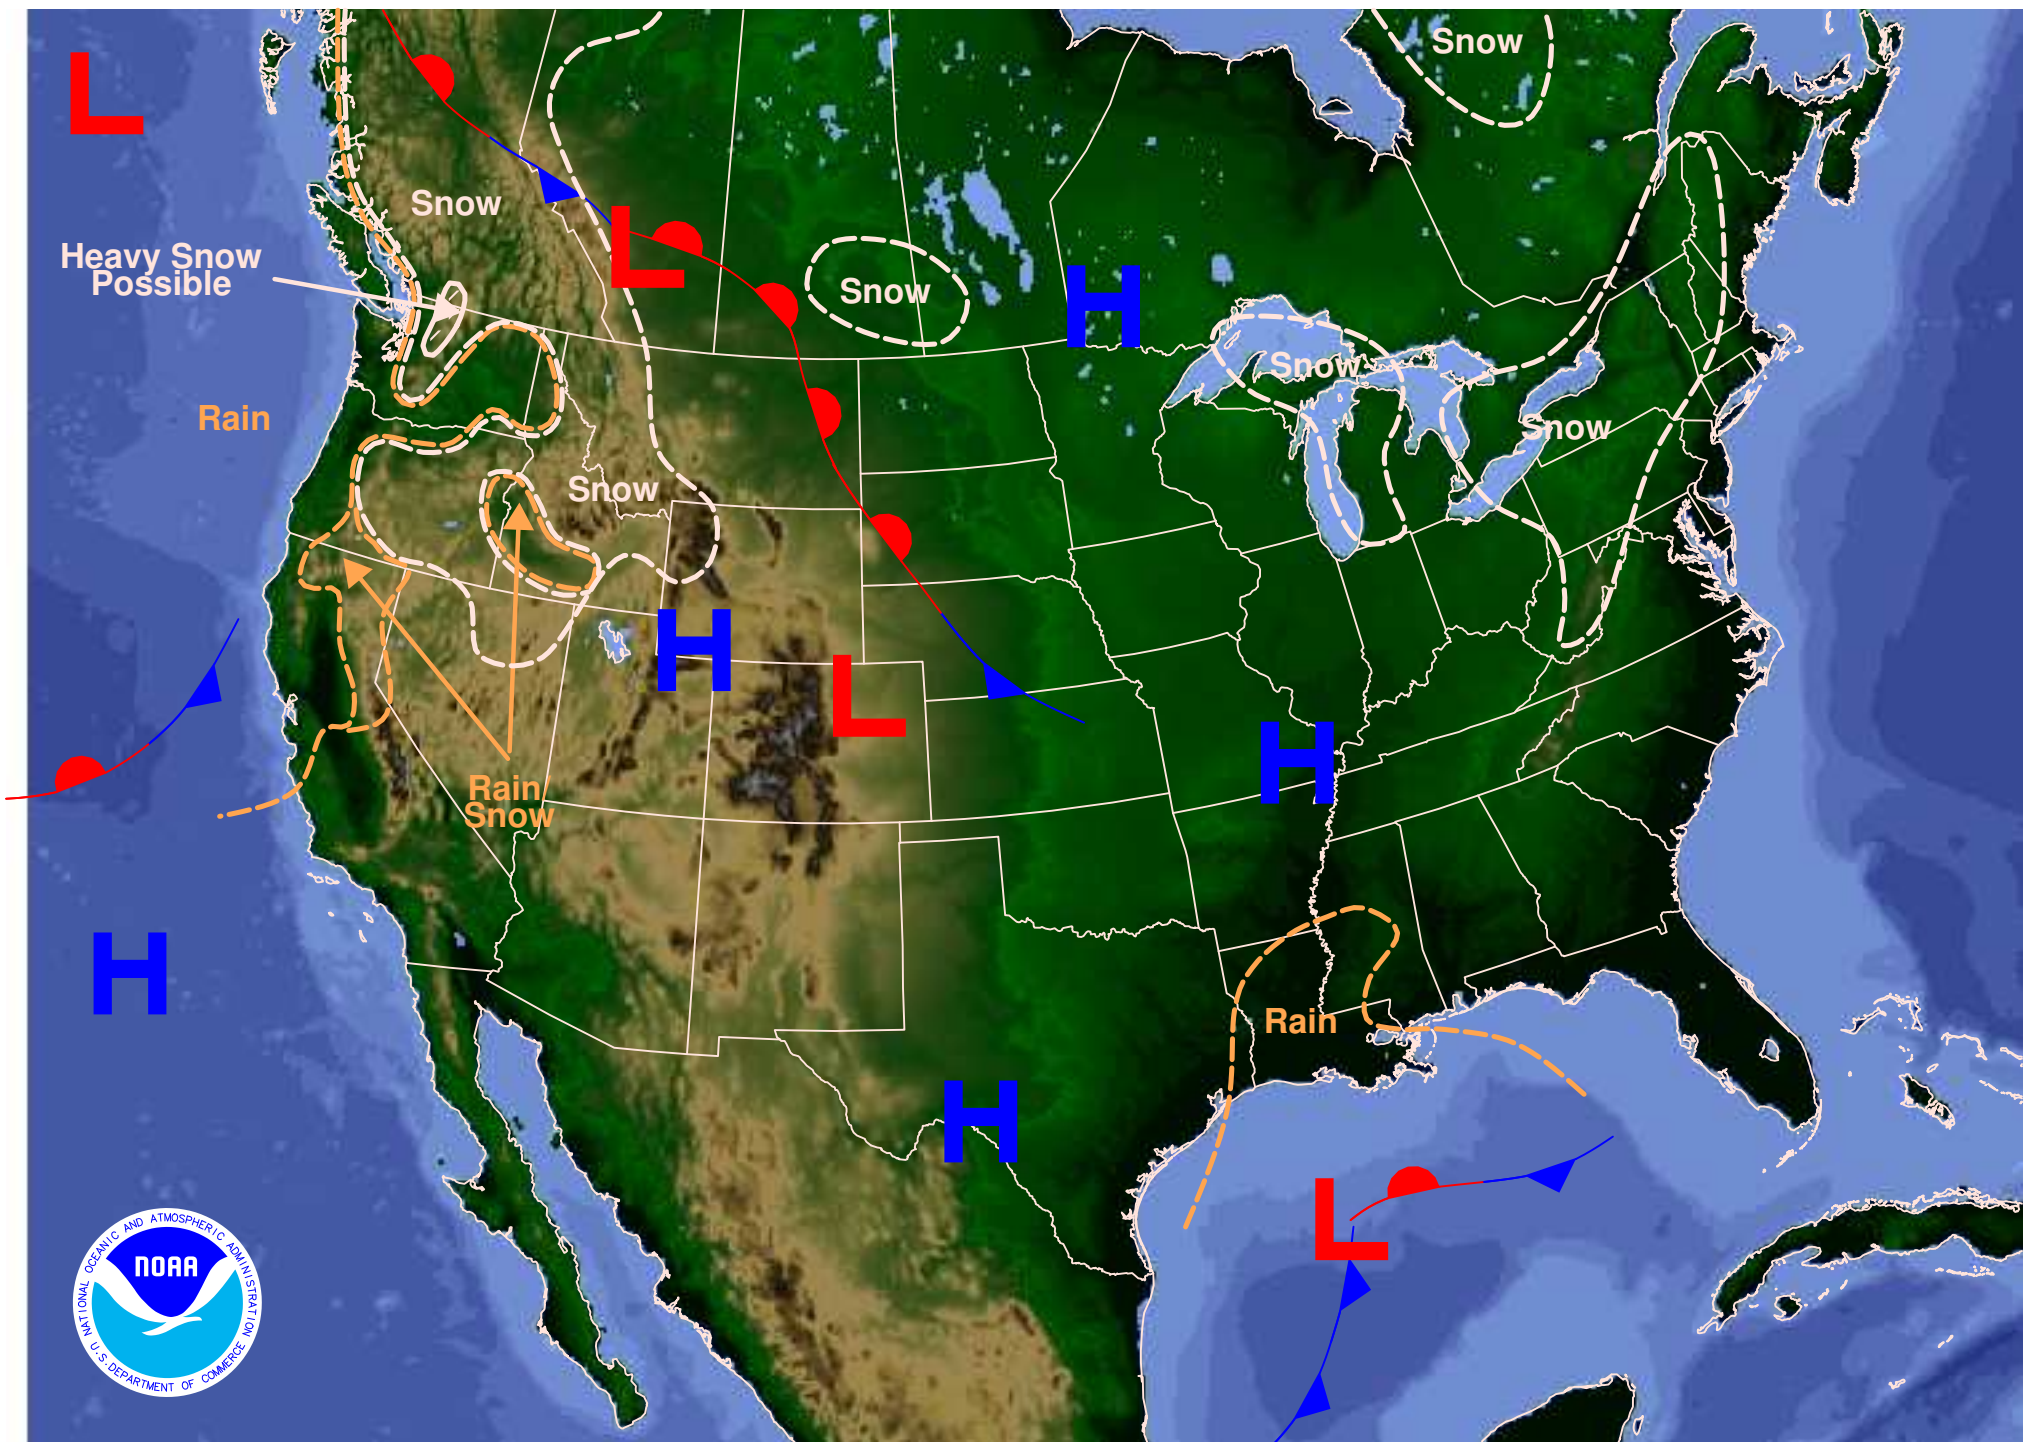 Snow
L
Snow
Heavy Snow
Possible
L
Snow
H
Snow
Rain
Snow
Snow
H
L
H
Rain/
Snow
H
Rain
H
L
NATIONAL OCEANIC AND ATMOSPHERIC ADMINISTRATION
NOAA
U.S. DEPARTMENT OF COMMERCE